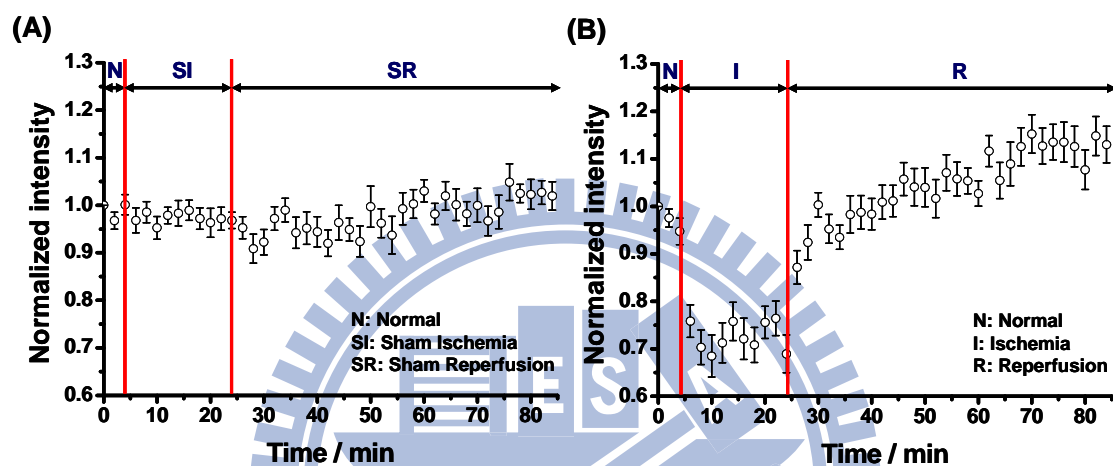 (A)
N SI SR
Normalized intensity
1.3
1.2
1.1
1.0
0.9
0.8
0.7
0.6
N: Normal
SI: Sham Ischemia
SR: Sham Reperfusion
0 10 20 30 40 50 60 70 80
Time / min
(B)
N I R
Normalized intensity
1.3
1.2
1.1
1.0
0.9
0.8
0.7
0.6
N: Normal
I: Ischemia
R: Reperfusion
0 10 20 30 40 50 60 70 80
Time / min
ESA